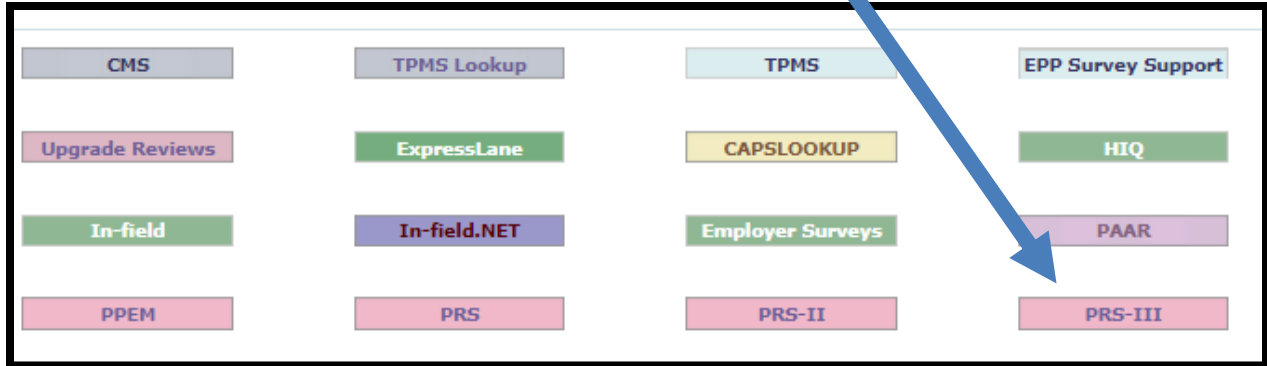 CMS TPMS Lookup TPMS EPP Survey Support
Upgrade Reviews ExpressLane CAPSLOOKUP HIQ
In-field In-field.NET Employer Surveys PAAR
PPEM PRS PRS-II PRS-III